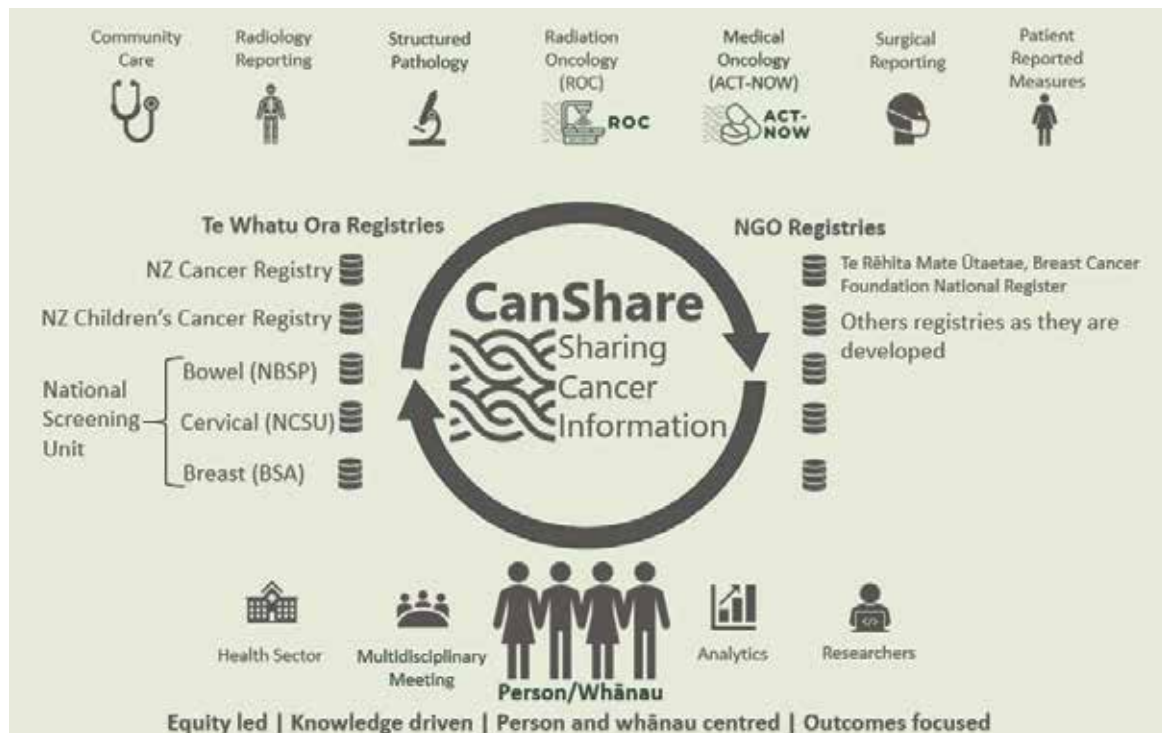 Community
Care
Radiology
Reporting
Structured
Pathology
Radiation
Oncology
(ROC)
ROC
Medical
Oncology
(ACT-NOW)
ACT-
NOW
Surgical
Reporting
Patient
Reported
Measures
Te Whatu Ora Registries
NZ Cancer Registry
NZ Children's Cancer Registry
National
Screening
Unit
Bowel (NBSP)
Cervical (NCSU)
Breast (BSA)
CanShare
Sharing
Cancer
Information
NGO Registries
Te Rēhita Mate Ūtaetae, Breast Cancer
Foundation National Register
Others registries as they are
developed
Health Sector
Multidisciplinary
Meeting
Person/Whānau
Analytics
Researchers
Equity led | Knowledge driven | Person and whānau centred | Outcomes focused